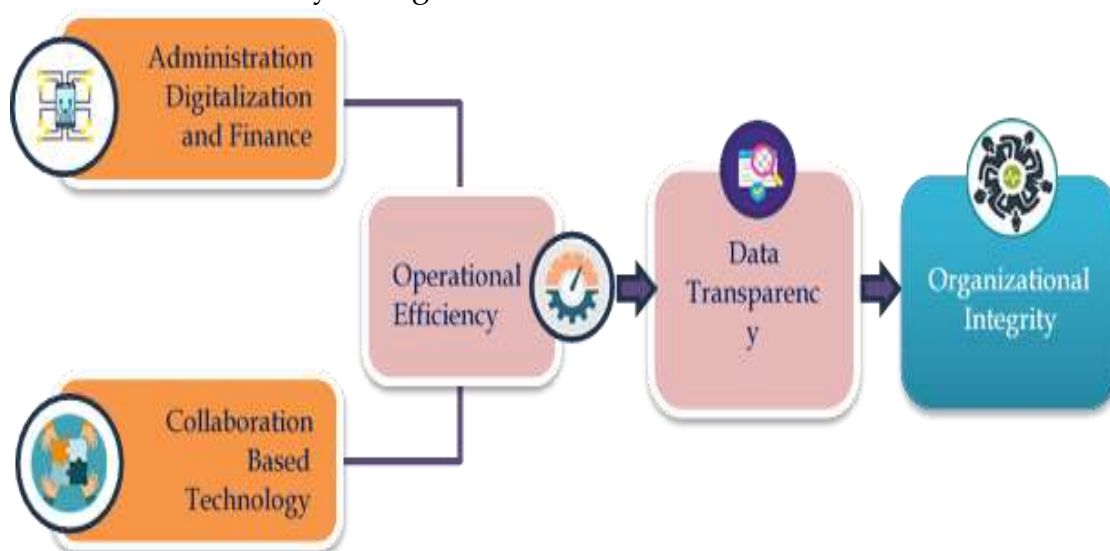 Administration
Digitalization
and Finance
Operational
Efficiency
Data
Transparenc
y
Organizational
Integrity
Collaboration
Based
Technology